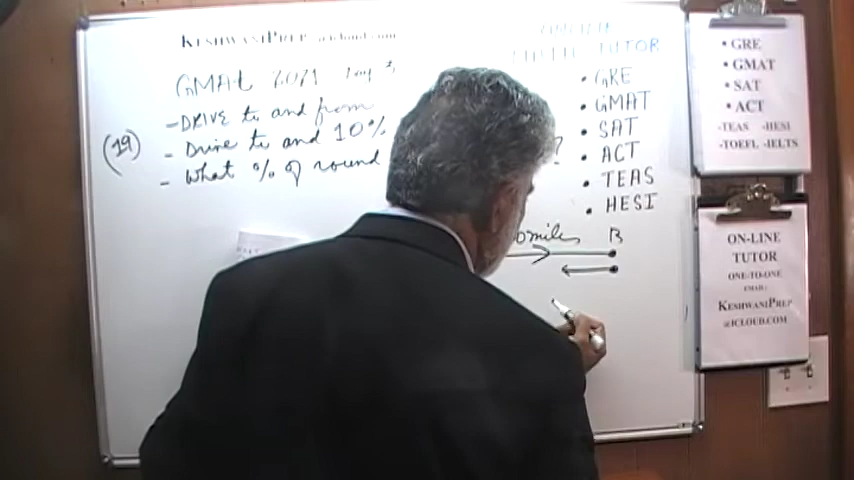 KESHWANIPREP @icloud.com
GMAT 2021
- DRIVE to and from
(19)
- Drive to and 10%
- What % of round
?
TUTOR
• GRE
• GMAT
• SAT
• ACT
• TEAS
• HESI
miles B
• GRE
• GMAT
• SAT
• ACT
-TEAS -HESI
-TOEFL -IELTS
ON-LINE
TUTOR
ONE-TO-ONE
EMAIL:
KESHWANIPREP
@ICLOUD.COM